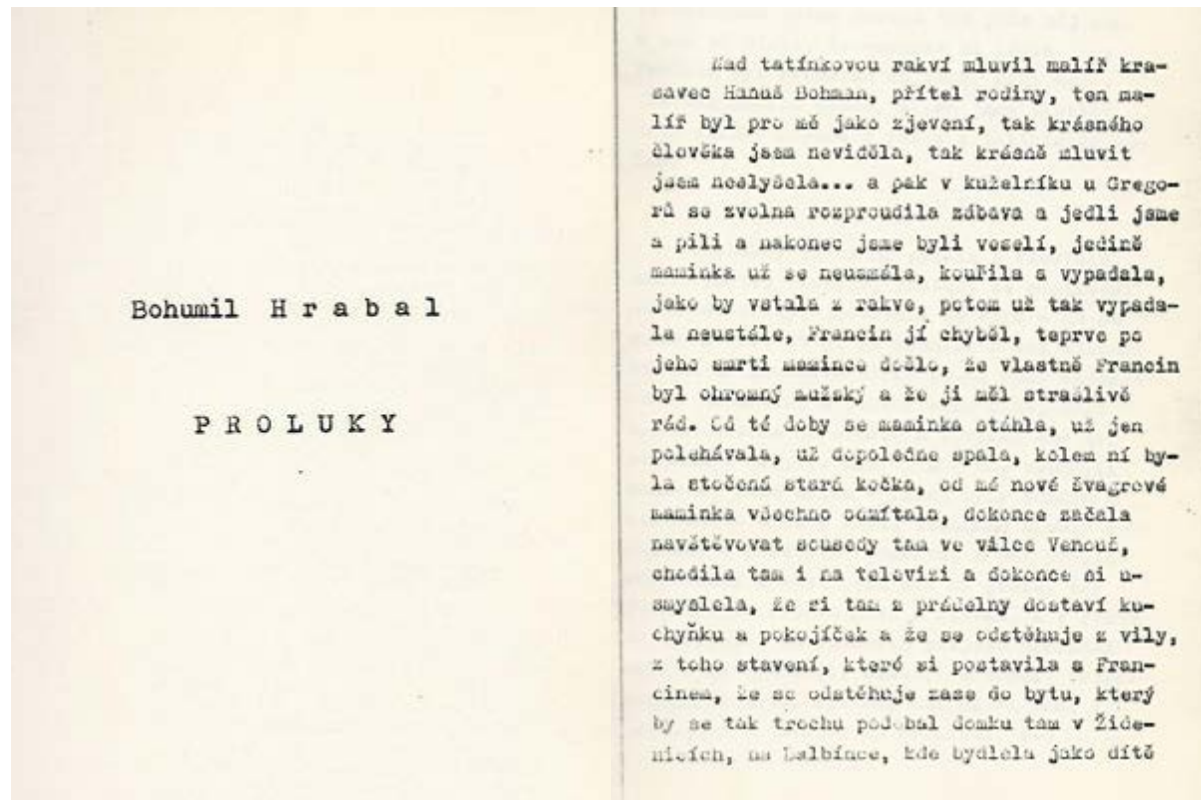 Bohumil H r a b a l
P R O L U K Y
Nad tatínkovou rakví mluvil malíř kra-
savec Hanuš Bohman, přítel rodiny, ten ma-
líř byl pro mě jako zjevení, tak krásného
člověka jsem neviděla, tak krásně mluvit
jsem neslyšela... a pak v kuželníku u Grego-
rů se zvolna rozproudila zábava a jedli jsme
a pili a nakonec jsme byli veselí, jedině
maminka už se neusmála, kouřila a vypadala,
jako by vstala z rakve, potom už tak vypada-
la neustále, Francin jí chyběl, teprve po
jeho smrti mamince došlo, že vlastně Francin
byl ohromný mužský a že ji měl strašlivě
rád. Od té doby se maminka stáhla, už jen
polehávala, už dopoledne spala, kolem ní by-
la stočená stará kočka, od mé nové švagrové
maminka všechno odmítala, dokonce začala
navštěvovat sousedy tam ve vilce Venouš,
chodila tam i na televizi a dokonce si u-
smyslela, že si tam z prádelny dostaví ku-
chyňku a pokojíček a že se odstěhuje z vily,
z toho stavení, které si postavila s Fran-
cinem, že se odstěhuje zase do bytu, který
by se tak trochu podobal domku tam v Žide-
nicích, na Balbínce, kde bydlela jako dítě